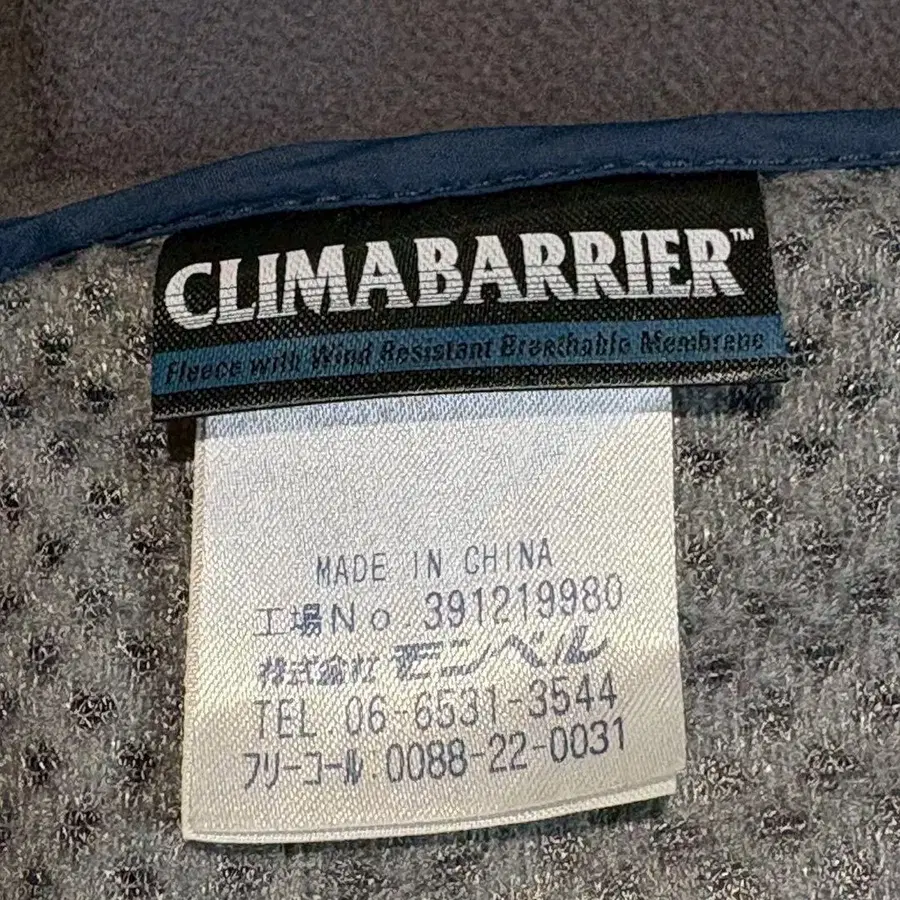 CLIMABARRIER™
Fleece with Wind Resistant Breathable Membrane
MADE IN CHINA
工場No.391219980
株式会社 モンベル
TEL.06-6531-3544
フリーコール.0088-22-0031